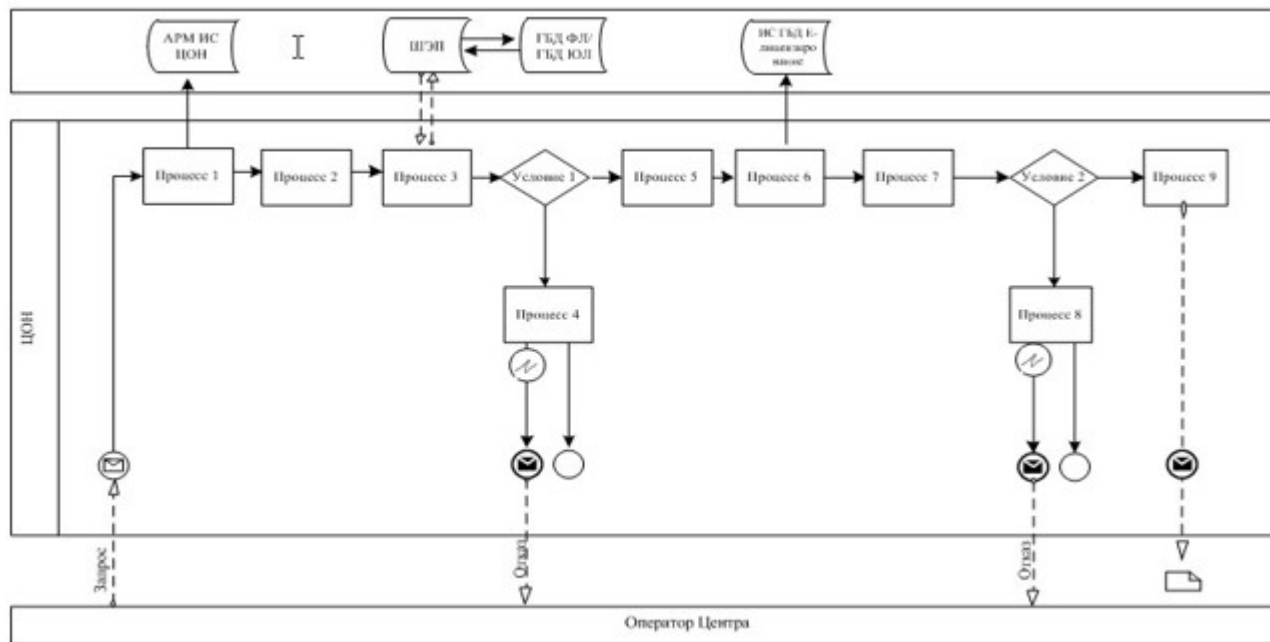 АРМ ИС
ЦОН
ШЭП
ГБД ФЛ/
ГБД ЮЛ
ИС ГБД Е-
лицензиро
вание
Процесс 1
Процесс 2
Процесс 3
Условие 1
Процесс 5
Процесс 6
Процесс 7
Условие 2
Процесс 9
Процесс 4
Процесс 8
ЦОН
Запрос
Отказ
Отказ
Оператор Центра